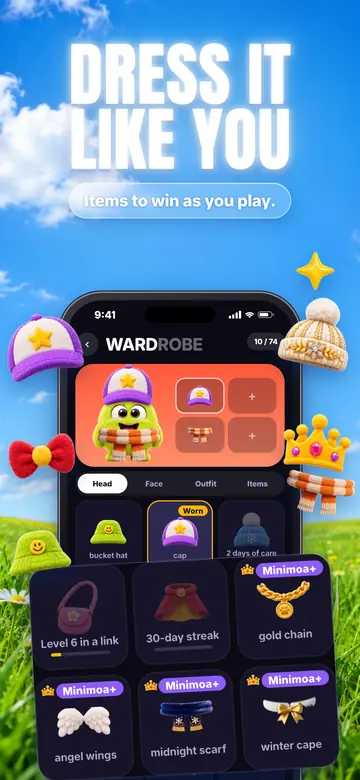 DRESS IT
LIKE YOU
Items to win as you play.
9:41
WARDROBE
10 / 74
Head
Face
Outfit
Items
Worn
bucket hat
cap
2 days of care
Level 6 in a link
30-day streak
Minimoa+
gold chain
Minimoa+
angel wings
Minimoa+
midnight scarf
Minimoa+
winter cape